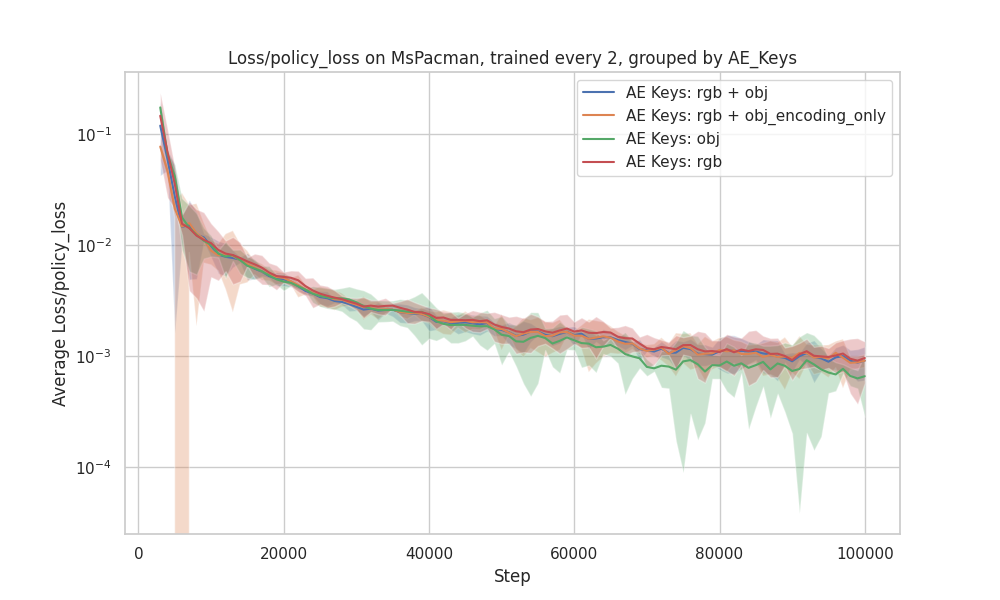 Loss/policy_loss on MsPacman, trained every 2, grouped by AE_Keys
AE Keys: rgb + obj
AE Keys: rgb + obj_encoding_only
AE Keys: obj
AE Keys: rgb
10⁻¹
10⁻²
10⁻³
10⁻⁴
Average Loss/policy_loss
0 20000 40000 60000 80000 100000
Step